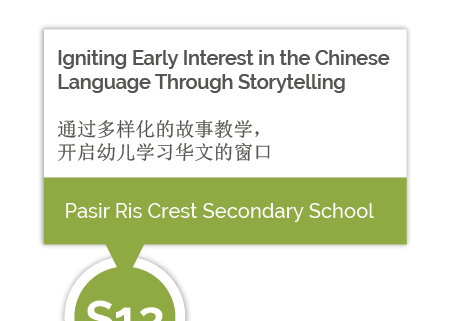 Igniting Early Interest in the Chinese
Language Through Storytelling
通过多样化的故事教学，
开启幼儿学习华文的窗口
Pasir Ris Crest Secondary School
S13